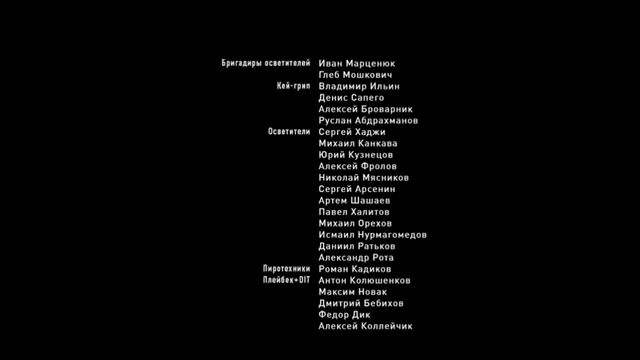 Бригадиры осветителей Иван Марценюк
Глеб Мошкович
Кей-грип Владимир Ильин
Денис Сапего
Алексей Броварник
Руслан Абдрахманов
Осветители Сергей Хаджи
Михаил Канкава
Юрий Кузнецов
Алексей Фролов
Николай Мясников
Сергей Арсенин
Артем Шашаев
Павел Халитов
Михаил Орехов
Исмаил Нурмагомедов
Даниил Ратьков
Александр Рота
Пиротехники Роман Кадиков
Плейбек+DIT Антон Колюшенков
Максим Новак
Дмитрий Бебихов
Федор Дик
Алексей Коллейчик